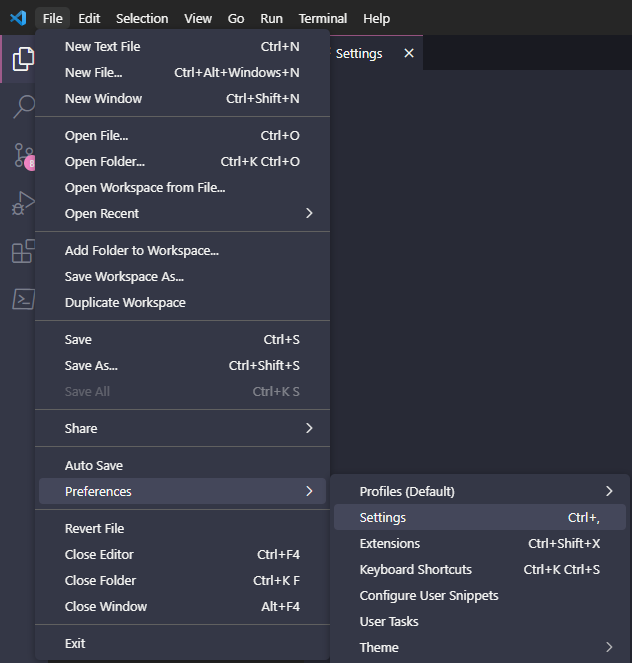 File Edit Selection View Go Run Terminal Help
Settings
New Text File Ctrl+N
New File... Ctrl+Alt+Windows+N
New Window Ctrl+Shift+N
Open File... Ctrl+O
Open Folder... Ctrl+K Ctrl+O
Open Workspace from File...
Open Recent
Add Folder to Workspace...
Save Workspace As...
Duplicate Workspace
Save Ctrl+S
Save As... Ctrl+Shift+S
Save All Ctrl+K S
Share
Auto Save
Preferences
Revert File
Close Editor Ctrl+F4
Close Folder Ctrl+K F
Close Window Alt+F4
Exit
Profiles (Default)
Settings Ctrl+,
Extensions Ctrl+Shift+X
Keyboard Shortcuts Ctrl+K Ctrl+S
Configure User Snippets
User Tasks
Theme